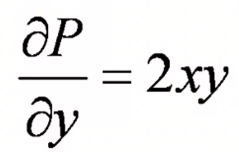 ∂P/∂y = 2xy